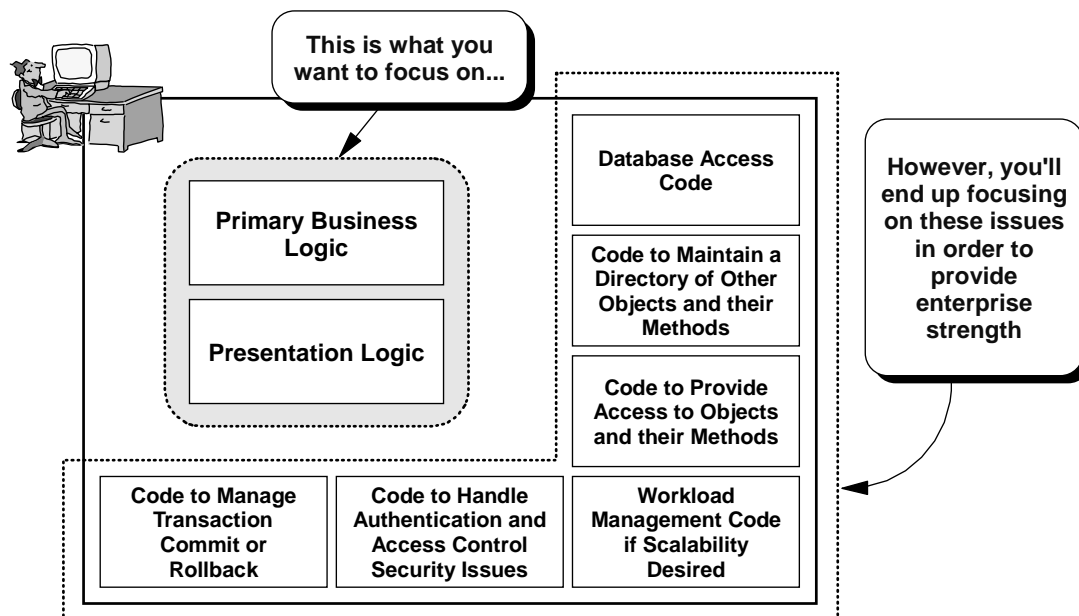 This is what you
want to focus on...
Primary Business
Logic
Presentation Logic
Database Access
Code
Code to Maintain a
Directory of Other
Objects and their
Methods
Code to Provide
Access to Objects
and their Methods
Code to Manage
Transaction
Commit or
Rollback
Code to Handle
Authentication and
Access Control
Security Issues
Workload
Management Code
if Scalability
Desired
However, you'll
end up focusing
on these issues
in order to
provide
enterprise
strength